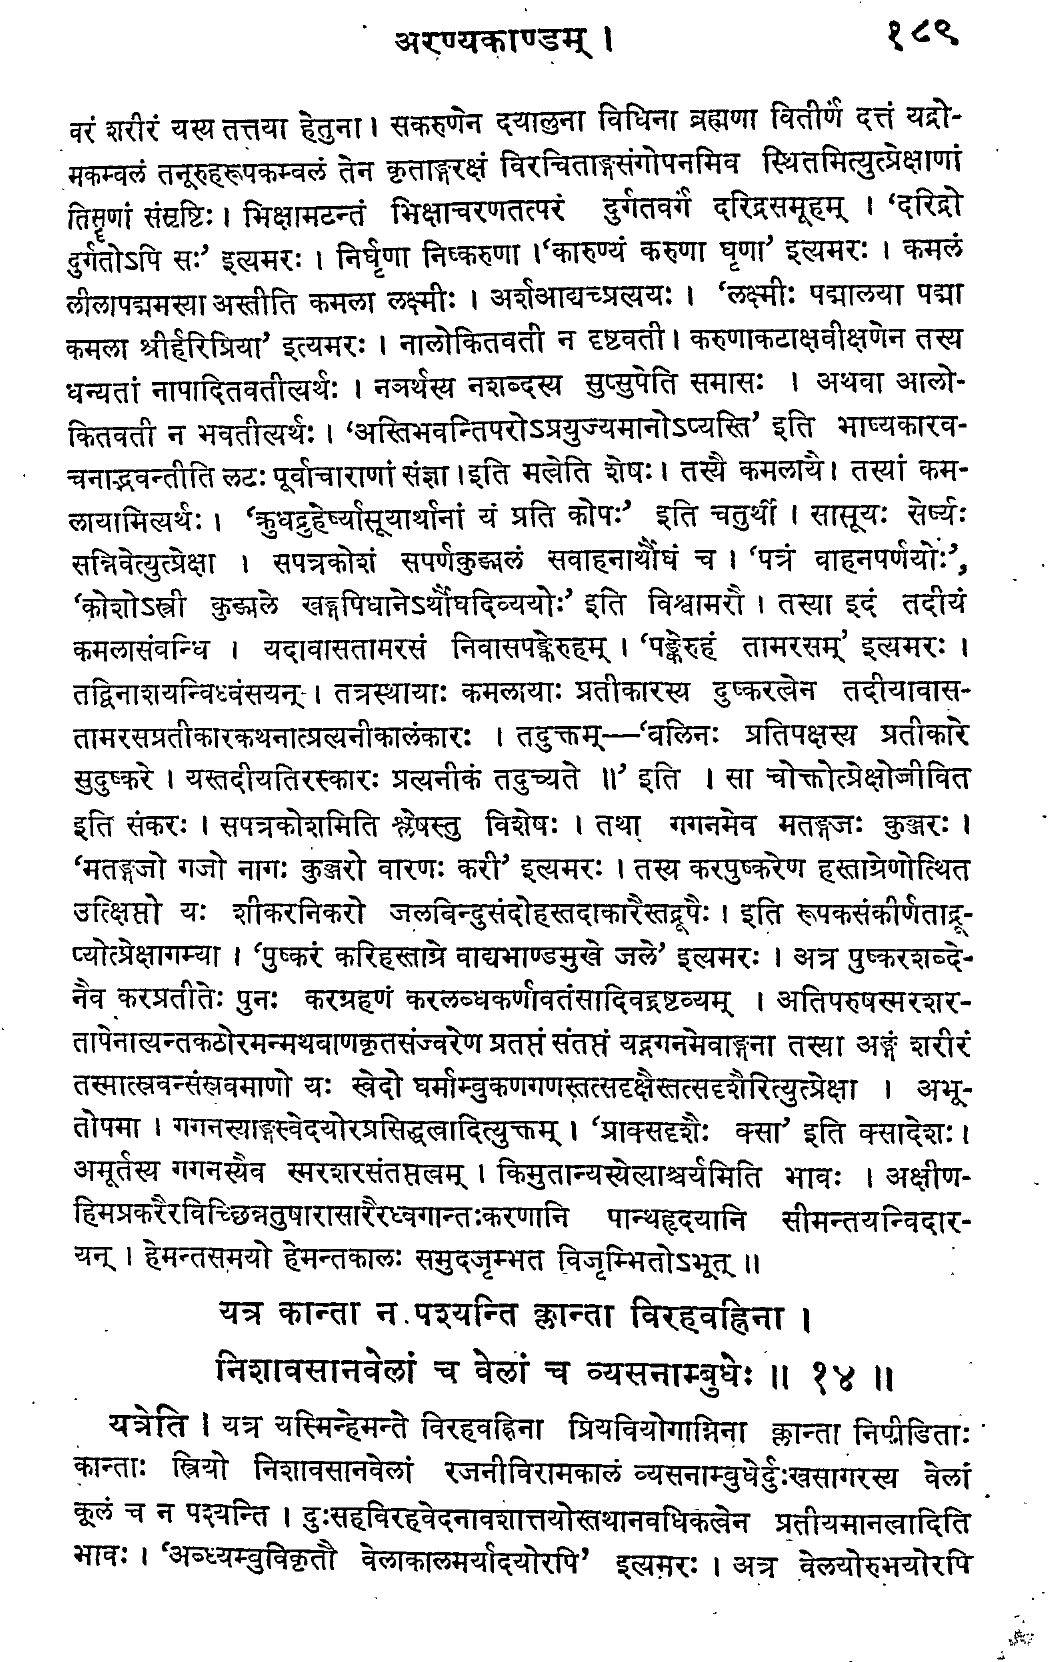 अरण्यकाण्डम् ।
१८९
वरं शरीरं यस्य तत्तया हेतुना । सकरुणेन दयालुना विधिना ब्रह्मणा वितीर्णं दत्तं यद्रो-
मकम्वलं तनूरुहरूपकम्वलं तेन कृताङ्गरक्षं विरचिताङ्गसंगोपनमिव स्थितमित्युत्प्रेक्षाणां
तिसॄणां संसृष्टिः । भिक्षामटन्तं भिक्षाचरणतत्परं दुर्गतवर्गं दरिद्रसमूहम् । ‘दरिद्रो
दुर्गतोऽपि सः’ इत्यमरः । निर्घृणा निष्करुणा । ‘कारुण्यं करुणा घृणा’ इत्यमरः । कमलं
लीलापद्ममस्या अस्तीति कमला लक्ष्मीः । अर्शआद्यच्प्रत्ययः । ‘लक्ष्मीः पद्मालया पद्मा
कमला श्रीर्हरिप्रिया’ इत्यमरः । नालोकितवती न दृष्टवती । करुणाकटाक्षवीक्षणेन तस्य
धन्यतां नापादितवतीत्यर्थः । नञर्थस्य नशब्दस्य सुप्सुपेति समासः । अथवा आलो-
कितवती न भवतीत्यर्थः । ‘अस्तिभवन्तिपरोऽप्रयुज्यमानोऽप्यस्ति’ इति भाष्यकारव-
चनाद्भवन्तीति लटः पूर्वाचाराणां संज्ञा । इति मत्वेति शेषः । तस्यै कमलायै । तस्यां कम-
लायामित्यर्थः । ‘क्रुधद्रुहेर्ष्यासूयार्थानां यं प्रति कोपः’ इति चतुर्थी । सासूयः सेर्ष्यः
सन्निवेत्युत्प्रेक्षा । सपत्रकोशं सपर्णकुड्मलं सवाहनार्थौघं च । ‘पत्रं वाहनपर्णयोः’,
‘कोशोऽस्त्री कुड्मले खङ्गपिधानेऽर्थौघदिव्ययोः’ इति विश्वामरौ । तस्या इदं तदीयं
कमलासंवन्धि । यदावासतामरसं निवासपङ्केरुहम् । ‘पङ्केरुहं तामरसम्’ इत्यमरः ।
तद्विनाशयन्विध्वंसयन् । तत्रस्थायाः कमलायाः प्रतीकारस्य दुष्करत्वेन तदीयावास-
तामरसप्रतीकारकथनात्प्रत्यनीकालंकारः । तदुक्तम्—‘वलिनः प्रतिपक्षस्य प्रतीकारे
सुदुष्करे । यस्तदीयतिरस्कारः प्रत्यनीकं तदुच्यते ॥’ इति । सा चोक्तोत्प्रेक्षोज्जीवित
इति संकरः । सपत्रकोशमिति श्लेषस्तु विशेषः । तथा गगनमेव मतङ्गजः कुञ्जरः ।
‘मतङ्गजो गजो नागः कुञ्जरो वारणः करी’ इत्यमरः । तस्य करपुष्करेण हस्ताग्रेणोत्थित
उत्क्षिप्तो यः शीकरनिकरो जलबिन्दुसंदोहस्तदाकारैस्तद्रूपैः । इति रूपकसंकीर्णताद्रू-
प्योत्प्रेक्षागम्या । ‘पुष्करं करिहस्ताग्रे वाद्यभाण्डमुखे जले’ इत्यमरः । अत्र पुष्करशब्दे-
नैव करप्रतीतेः पुनः करग्रहणं करलब्धकर्णावतंसादिवद्द्रष्टव्यम् । अतिपरुषस्मरशर-
तापेनात्यन्तकठोरमन्मथवाणकृतसंज्वरेण प्रतप्तं संतप्तं यद्गगनमेवाङ्गना तस्या अङ्गं शरीरं
तस्मात्स्रवन्संस्रवमाणो यः स्वेदो घर्माम्वुकणगणस्तत्सदृक्षैस्तत्सदृशैरित्युत्प्रेक्षा । अभू-
तोपमा । गगनस्याङ्गस्वेदयोरप्रसिद्धत्वादित्युक्तम् । ‘प्राक्सदृशैः क्सा’ इति क्सादेशः ।
अमूर्तस्य गगनस्यैव स्मरशरसंतप्तत्वम् । किमुतान्यस्येत्याश्चर्यमिति भावः । अक्षीण-
हिमप्रकरैरविच्छिन्नतुषारासारैरध्वगान्तःकरणानि पान्थहृदयानि सीमन्तयन्विदार-
यन् । हेमन्तसमयो हेमन्तकालः समुदजृम्भत विजृम्भितोऽभूत् ॥
यत्र कान्ता न पश्यन्ति क्लान्ता विरहवह्निना ।
निशावसानवेलां च वेलां च व्यसनाम्बुधेः ॥ १४ ॥
यत्रेति । यत्र यस्मिन्हेमन्ते विरहवह्निना प्रियवियोगाग्निना क्लान्ता निपीडिताः
कान्ताः स्त्रियो निशावसानवेलां रजनीविरामकालं व्यसनाम्वुधेर्दुःखसागरस्य वेलां
कूलं च न पश्यन्ति । दुःसहविरहवेदनावशात्तयोस्तथानवधिकत्वेन प्रतीयमानत्वादिति
भावः । ‘अब्ध्यम्वुविकृतौ वेलाकालमर्यादयोरपि’ इत्यमरः । अत्र वेलयोरुभयोरपि